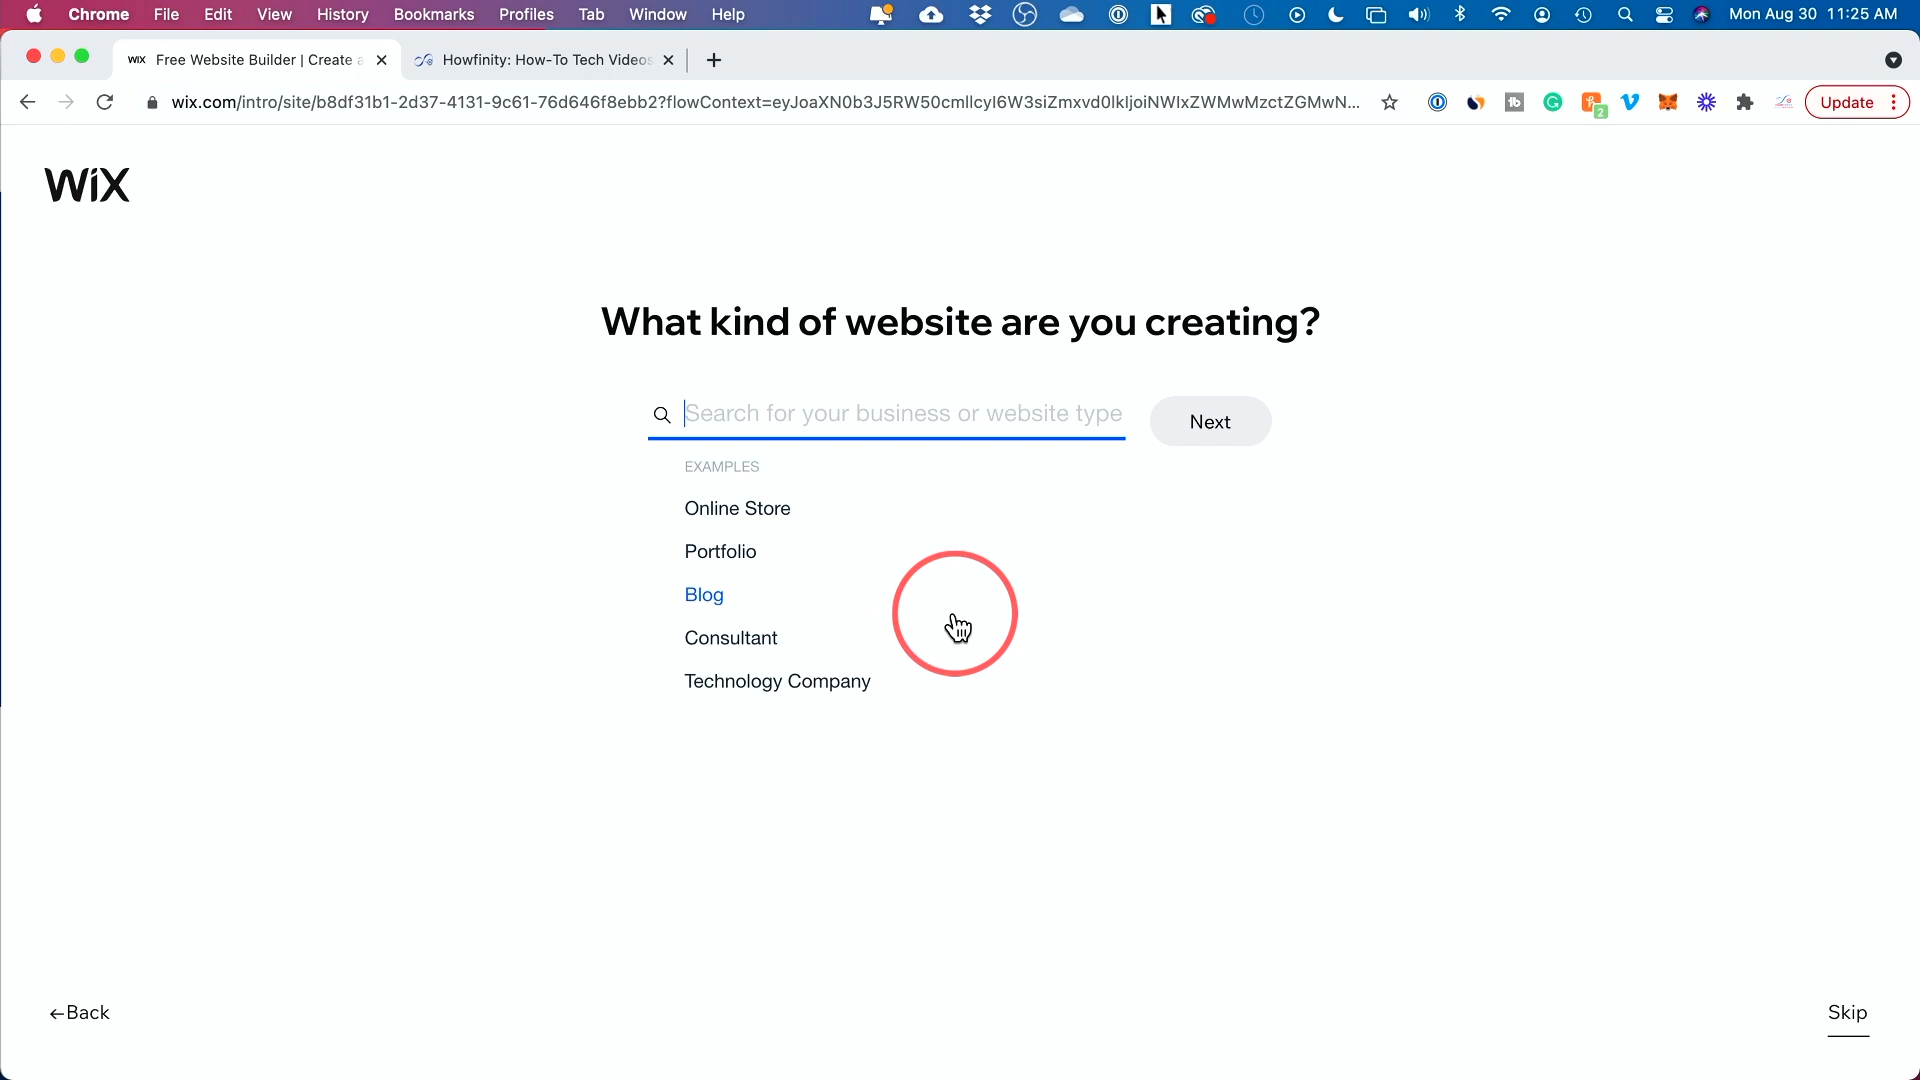 Chrome File Edit View History Bookmarks Profiles Tab Window Help Mon Aug 30 11:25 AM
WiX Free Website Builder | Create a Howfinity: How-To Tech Videos
wix.com/intro/site/b8df31b1-2d37-4131-9c61-76d646f8ebb2?flowContext=eyJoaXN0b3J5RW50cmllcyI6W3siZmxvd0lkIjoiNWIxZWMwMzctZGMwN... tb 2 Update
WiX
What kind of website are you creating?
Search for your business or website type
Next
EXAMPLES
Online Store
Portfolio
Blog
Consultant
Technology Company
←Back
Skip